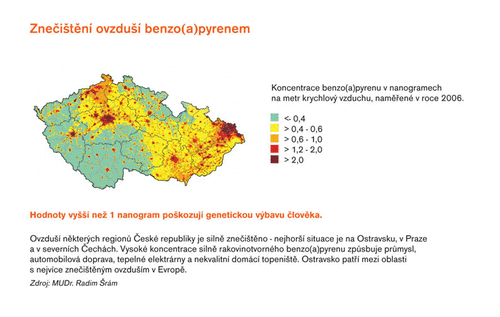 Znečištění ovzduší benzo(a)pyrenem
Koncentrace benzo(a)pyrenu v nanogramech
na metr krychlový vzduchu, naměřené v roce 2006.
<- 0,4
> 0,4 - 0,6
> 0,6 - 1,0
> 1,2 - 2,0
> 2,0
Hodnoty vyšší než 1 nanogram poškozují genetickou výbavu člověka.
Ovzduší některých regionů České republiky je silně znečištěno - nejhorší situace je na Ostravsku, v Praze
a v severních Čechách. Vysoké koncentrace silně rakovinotvorného benzo(a)pyrenu způsbuje průmysl,
automobilová doprava, tepelné elektrárny a nekvalitní domácí topeniště. Ostravsko patří mezi oblasti
s nejvíce znečištěným ovzduším v Evropě.
Zdroj: MUDr. Radim Šrám